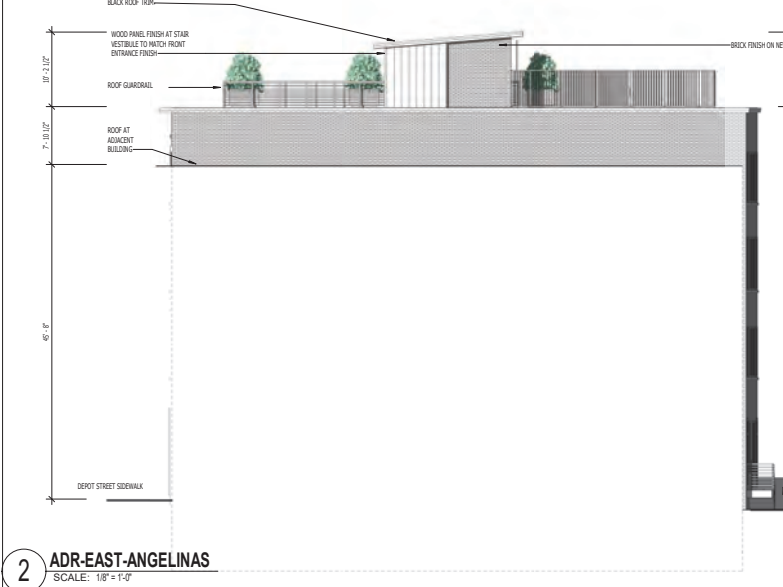 BLACK ROOF TRIM
WOOD PANEL FINISH AT STAIR
VESTIBULE TO MATCH FRONT
ENTRANCE FINISH
BRICK FINISH ON NE
10' - 2 1/2"
ROOF GUARDRAIL
7' - 10 1/2"
ROOF AT
ADJACENT
BUILDING
45' - 8"
DEPOT STREET SIDEWALK
2
ADR-EAST-ANGELINAS
SCALE: 1/8" = 1'-0"